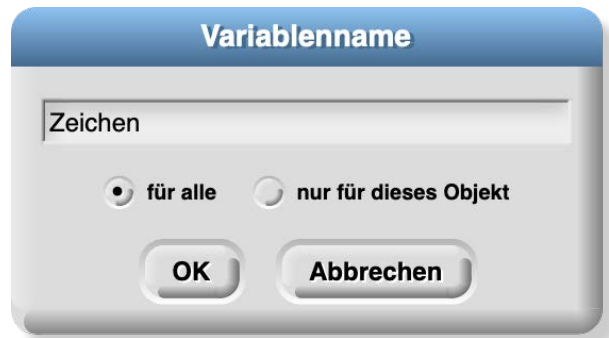 Variablenname
Zeichen
für alle nur für dieses Objekt
OK Abbrechen